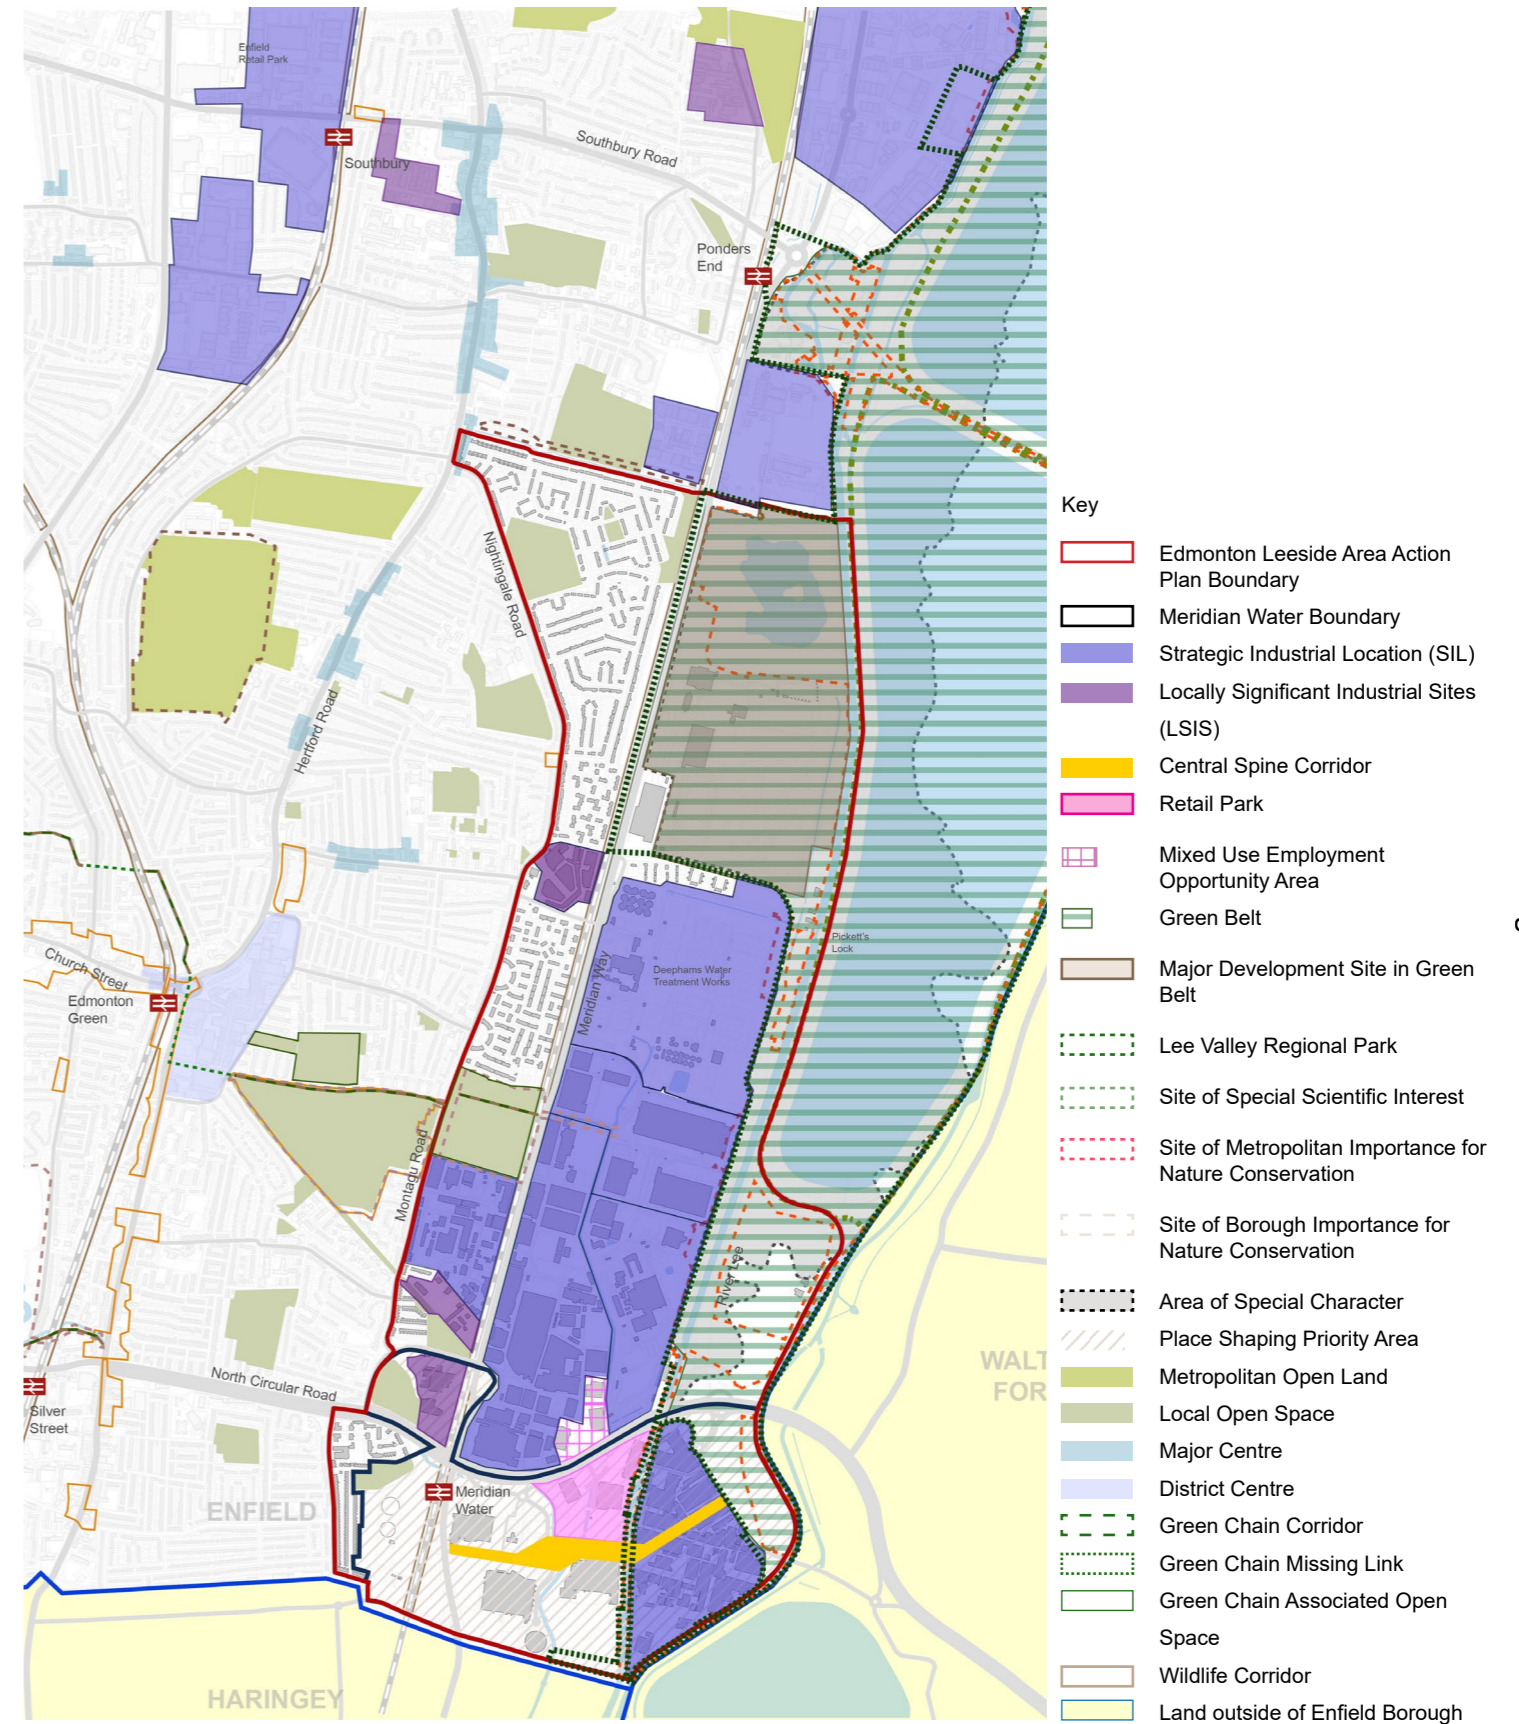 Enfield
Retail Park
Southbury
Southbury Road
Ponders
End
Nightingale Road
Hertford Road
Church Street
Edmonton
Green
Meridian Way
Deephams Water
Treatment Works
Pickett's
Lock
Montagu Road
River Lee
North Circular Road
Silver
Street
Meridian
Water
ENFIELD
HARINGEY
WALT
FOR
Key
Edmonton Leeside Area Action
Plan Boundary
Meridian Water Boundary
Strategic Industrial Location (SIL)
Locally Significant Industrial Sites
(LSIS)
Central Spine Corridor
Retail Park
Mixed Use Employment
Opportunity Area
Green Belt
Major Development Site in Green
Belt
Lee Valley Regional Park
Site of Special Scientific Interest
Site of Metropolitan Importance for
Nature Conservation
Site of Borough Importance for
Nature Conservation
Area of Special Character
Place Shaping Priority Area
Metropolitan Open Land
Local Open Space
Major Centre
District Centre
Green Chain Corridor
Green Chain Missing Link
Green Chain Associated Open
Space
Wildlife Corridor
Land outside of Enfield Borough